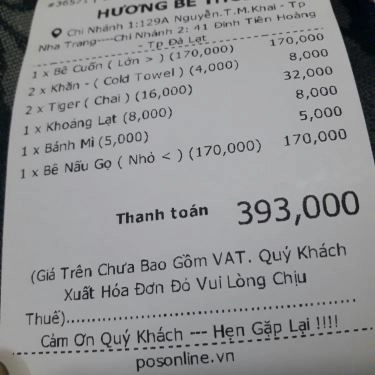 #36571
HƯƠNG BÊ
Chi Nhánh 1:129A Nguyễn.T.M.Khai - Tp
Nha Trang----Chi Nhánh 2: 41 Đinh Tiên Hoàng
Tp Đà Lạt
1 x Bê Cuốn ( Lớn > ) (170,000) 170,000
2 x Khăn - ( Cold Towel ) (4,000) 8,000
2 x Tiger ( Chai ) (16,000) 32,000
1 x Khoáng Lạt (8,000) 8,000
1 x Bánh Mì (5,000) 5,000
1 x Bê Nấu Gọ ( Nhỏ < ) (170,000) 170,000
Thanh toán 393,000
(Giá Trên Chưa Bao Gồm VAT. Quý Khách
Xuất Hóa Đơn Đỏ Vui Lòng Chịu
Thuế)
Cảm Ơn Quý Khách --- Hẹn Gặp Lại !!!!
posonline.vn